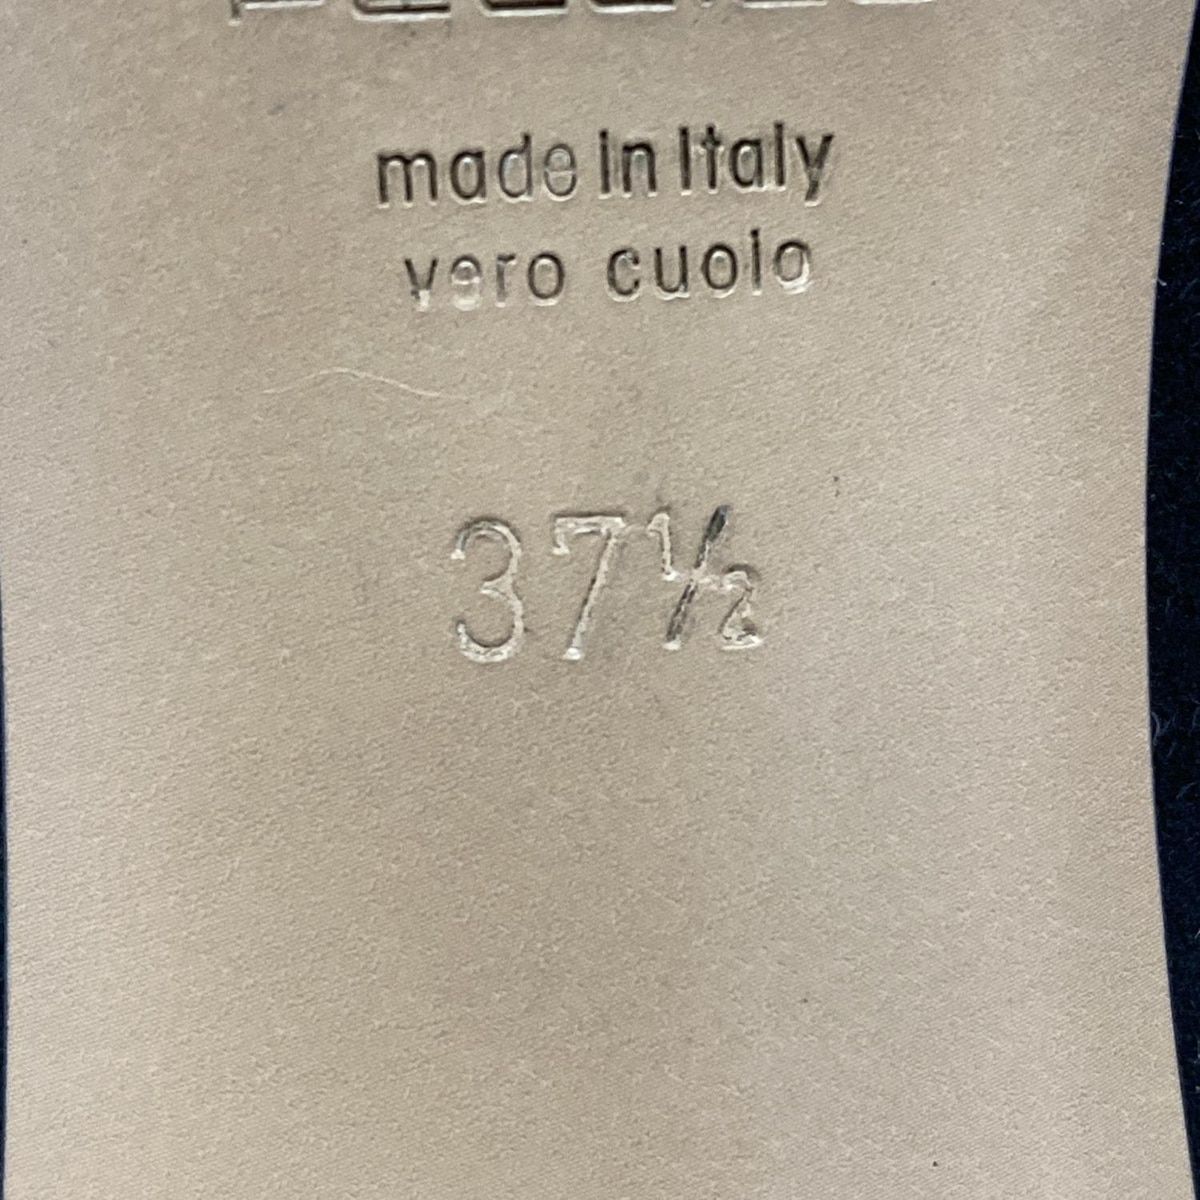 made in Italy
vero cuoio
37½